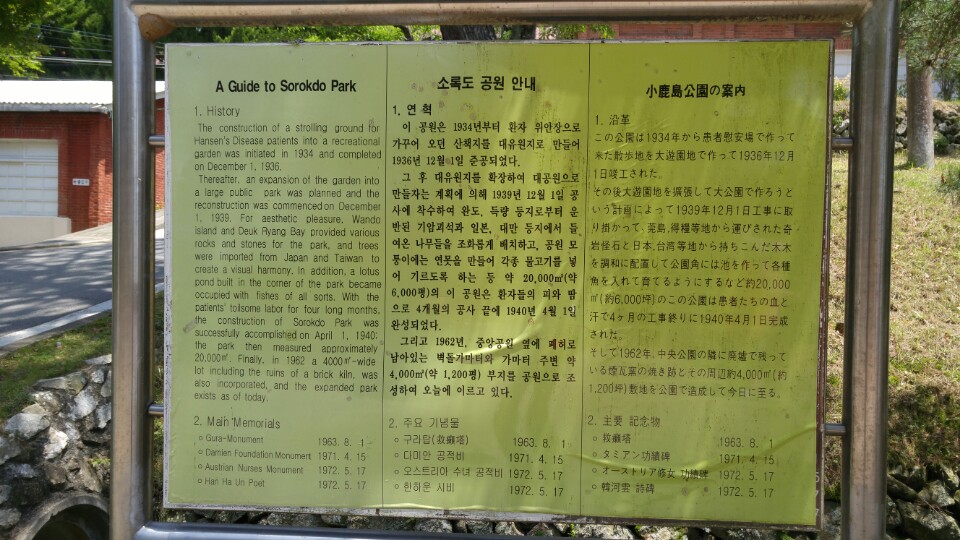 A Guide to Sorokdo Park
1. History
The construction of a strolling ground for
Hansen's Disease patients into a recreational
garden was initiated in 1934 and completed
on December 1, 1936.
Thereafter, an expansion of the garden into
a large public park was planned and the
reconstruction was commenced on December
1, 1939. For aesthetic pleasure, Wando
island and Deuk Ryang Bay provided various
rocks and stones for the park, and trees
were imported from Japan and Taiwan to
create a visual harmony. In addition, a lotus
pond built in the corner of the park became
occupied with fishes of all sorts. With the
patients' toilsome labor for four long months,
the construction of Sorokdo Park was
successfully accomplished on April 1, 1940;
the park then measured approximately
20,000㎡. Finally, in 1962 a 4000㎡-wide
lot including the ruins of a brick kiln, was
also incorporated, and the expanded park
exists as of today.
2. Main Memorials
○ Gura-Monument 1963. 8. 1
○ Damien Foundation Monument 1971. 4. 15
○ Austrian Nurses Monument 1972. 5. 17
○ Han Ha Un Poet 1972. 5. 17
소록도 공원 안내
1. 연 혁
이 공원은 1934년부터 환자 위안장으로
가꾸어 오던 산책지를 대유원지로 만들어
1936년 12월 1일 준공되었다.
그 후 대유원지를 확장하여 대공원으로
만들자는 계획에 의해 1939년 12월 1일 공
사에 착수하여 완도, 득량 등지로부터 운
반된 기암괴석과 일본, 대만 등지에서 들
여온 나무들을 조화롭게 배치하고, 공원 모
퉁이에는 연못을 만들어 각종 물고기를 넣
어 기르도록 하는 등 약 20,000㎡(약
6,000평)의 이 공원은 환자들의 피와 땀
으로 4개월의 공사 끝에 1940년 4월 1일
완성되었다.
그리고 1962년, 중앙공원 옆에 폐허로
남아있는 벽돌가마터와 가마터 주변 약
4,000㎡(약 1,200평) 부지를 공원으로 조
성하여 오늘에 이르고 있다.
2. 주요 기념물
○ 구라탑(救癩塔) 1963. 8. 1
○ 다미안 공적비 1971. 4. 15
○ 오스트리아 수녀 공적비 1972. 5. 17
○ 한하운 시비 1972. 5. 17
小鹿島公園の案内
1. 沿革
この公園は1934年から患者慰安場で作って
来た散歩地を大遊園地で作って1936年12月
1日竣工された。
その後大遊園地を擴張して大公園で作ろうと
いう計画によって1939年12月1日工事に取
り掛かって、莞島、得糧等地から運びされた奇
岩怪石と日本、台湾等地から持ちこんだ木木
を調和に配置して公園角には池を作って各種
魚を入れて育てるようにするなど約20,000
㎡(約6,000坪)のこの公園は患者たちの血と
汗で4ヶ月の工事終りに1940年4月1日完成
された。
そして1962年、中央公園の隣に廃墟で残って
いる煙瓦窯の焼き跡とその周辺約4,000㎡(約
1,200坪)敷地を公園で造成して今日に至る。
2. 主要 記念物
○ 救癩塔 1963. 8. 1
○ タミアン功績碑 1971. 4. 15
○ オーストリア修女 功績碑 1972. 5. 17
○ 韓河雲 詩碑 1972. 5. 17